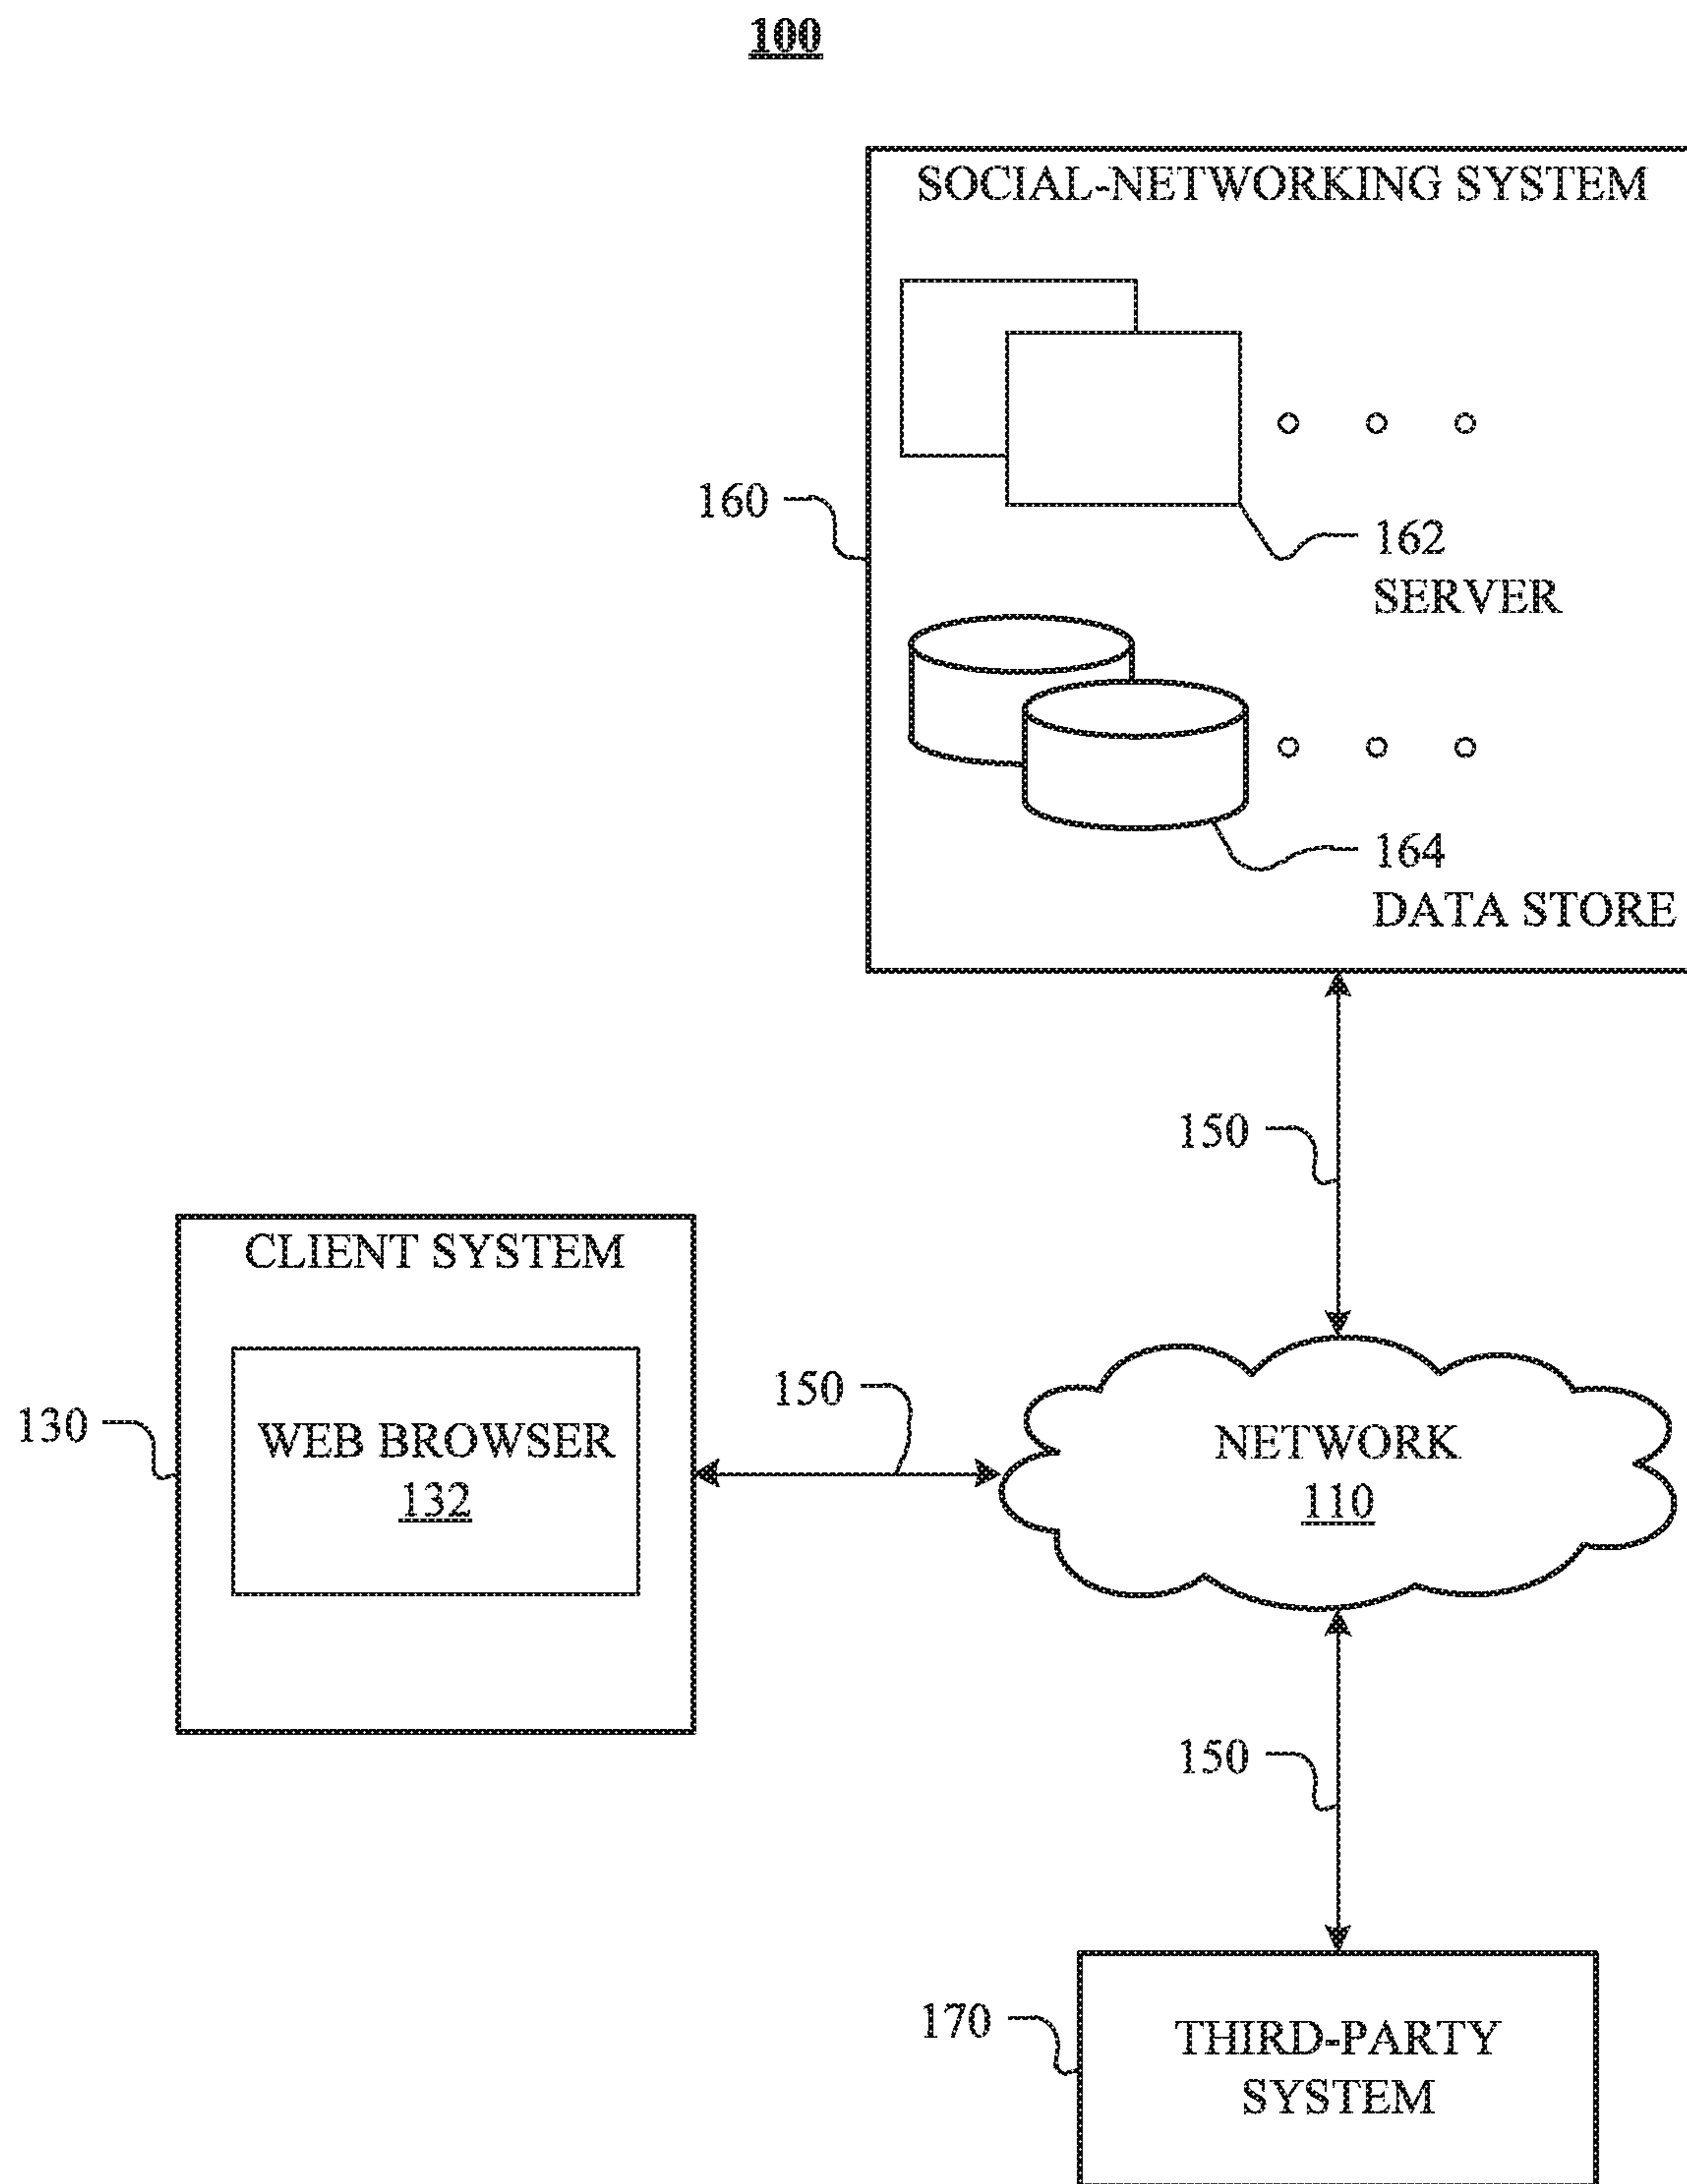 100
SOCIAL-NETWORKING SYSTEM
160
162
SERVER
164
DATA STORE
150
CLIENT SYSTEM
130
WEB BROWSER
132
150
NETWORK
110
150
170
THIRD-PARTY
SYSTEM